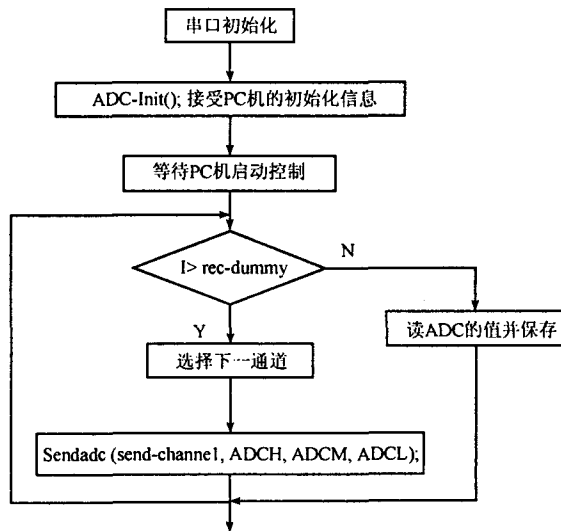 串口初始化
ADC-Init(); 接受PC机的初始化信息
等待PC机启动控制
I> rec-dummy
N
Y
读ADC的值并保存
选择下一通道
Sendadc (send-channel, ADCH, ADCM, ADCL);